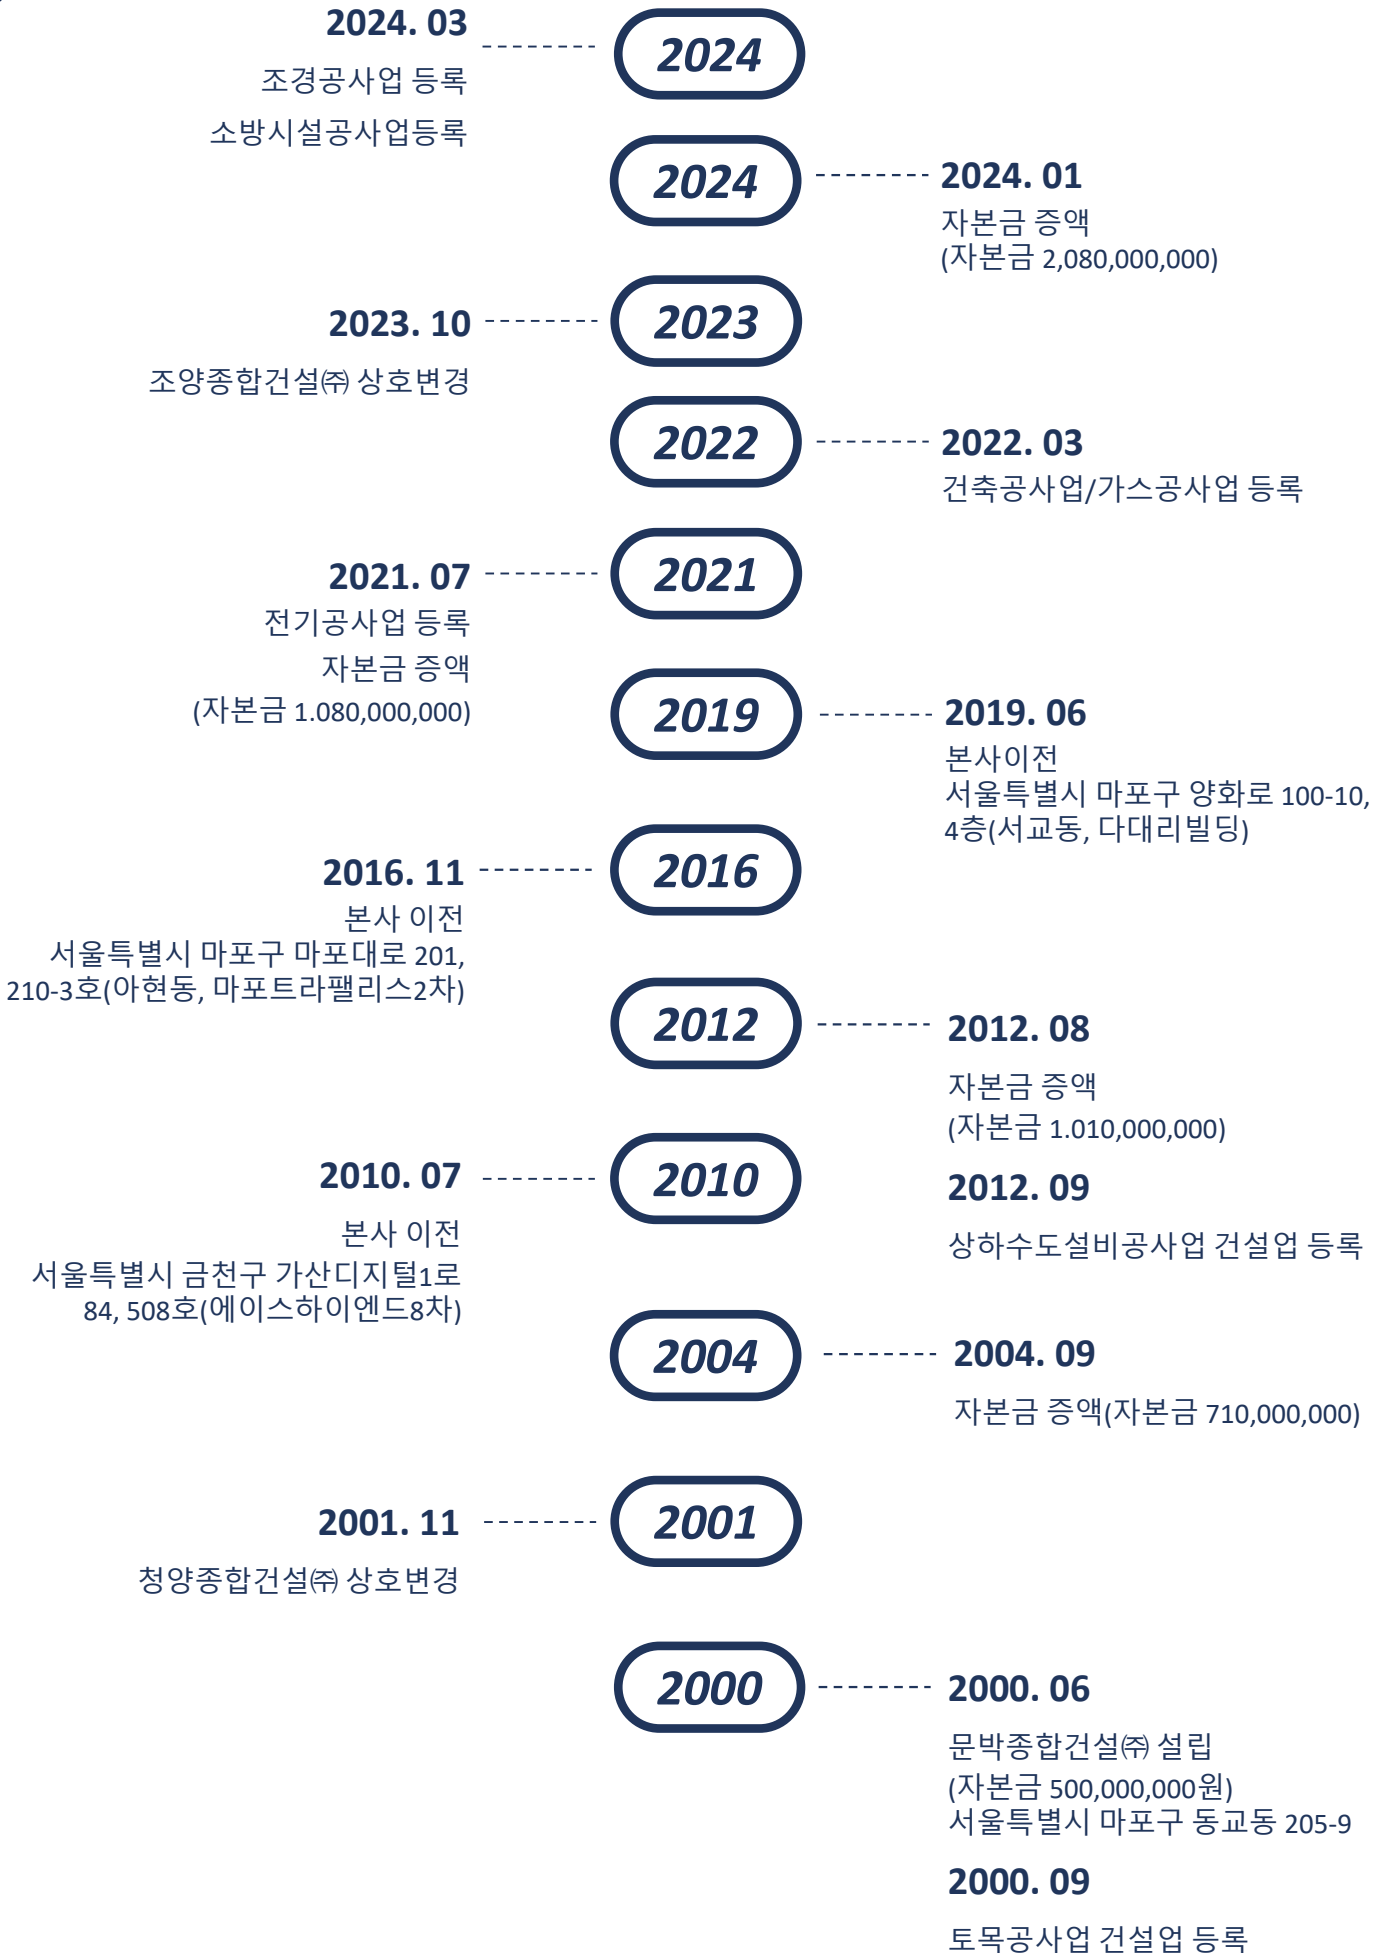 2024. 03
조경공사업 등록
소방시설공사업등록
2024
2024
2024. 01
자본금 증액
(자본금 2,080,000,000)
2023. 10
조양종합건설㈜ 상호변경
2023
2022
2022. 03
건축공사업/가스공사업 등록
2021. 07
전기공사업 등록
자본금 증액
(자본금 1.080,000,000)
2021
2019
2019. 06
본사이전
서울특별시 마포구 양화로 100-10,
4층(서교동, 다대리빌딩)
2016. 11
본사 이전
서울특별시 마포구 마포대로 201,
210-3호(아현동, 마포트라팰리스2차)
2016
2012
2012. 08
자본금 증액
(자본금 1.010,000,000)
2012. 09
상하수도설비공사업 건설업 등록
2010. 07
본사 이전
서울특별시 금천구 가산디지털1로
84, 508호(에이스하이엔드8차)
2010
2004
2004. 09
자본금 증액(자본금 710,000,000)
2001. 11
청양종합건설㈜ 상호변경
2001
2000
2000. 06
문박종합건설㈜ 설립
(자본금 500,000,000원)
서울특별시 마포구 동교동 205-9
2000. 09
토목공사업 건설업 등록